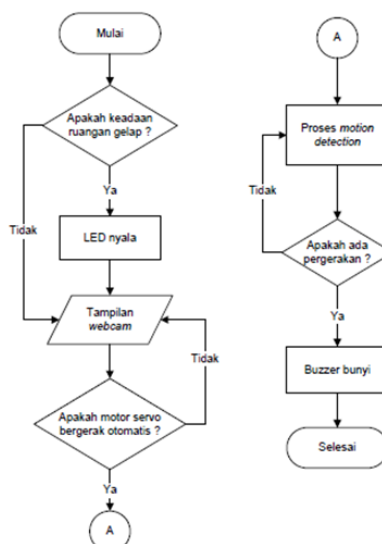 Mulai
Apakah keadaan
ruangan gelap ?
Ya
Tidak
LED nyala
Tampilan
webcam
Tidak
Apakah motor servo
bergerak otomatis ?
Ya
A
A
Proses motion
detection
Tidak
Apakah ada
pergerakan ?
Ya
Buzzer bunyi
Selesai